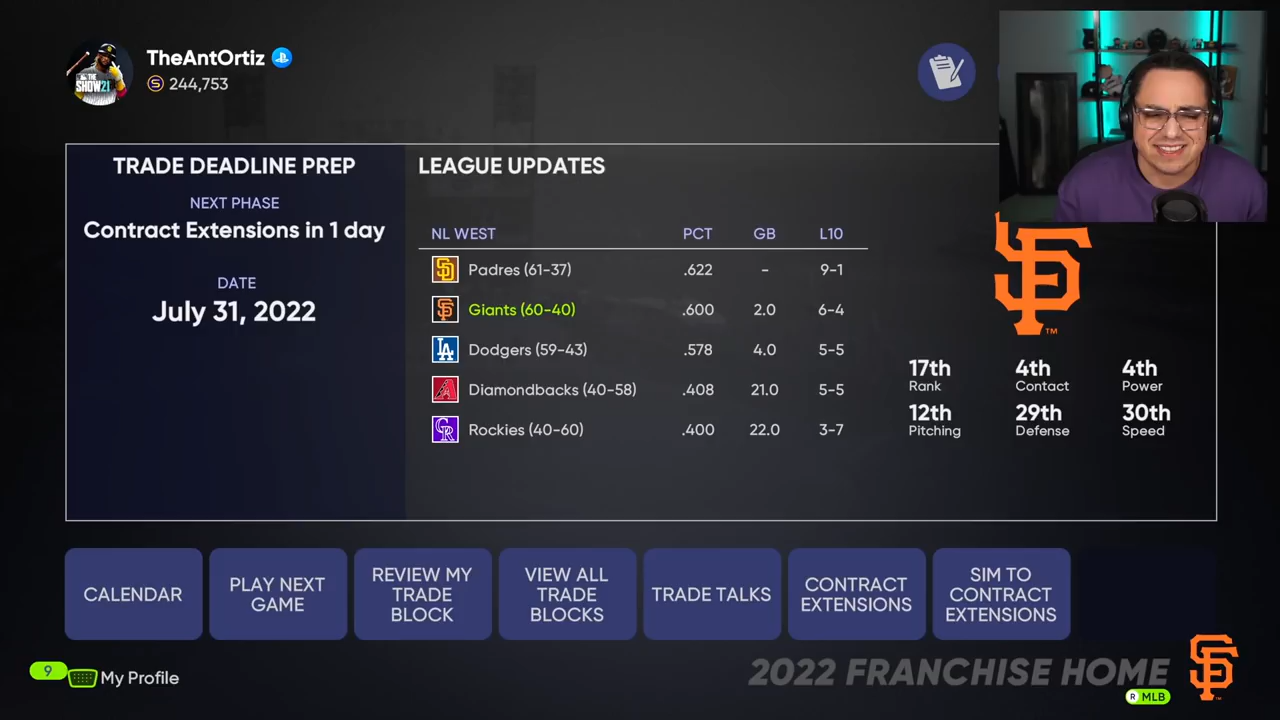 TheAntOrtiz
244,753
THE
SHOW21
TRADE DEADLINE PREP
NEXT PHASE
Contract Extensions in 1 day
DATE
July 31, 2022
LEAGUE UPDATES
NL WEST PCT GB L10
Padres (61-37) .622 - 9-1
Giants (60-40) .600 2.0 6-4
Dodgers (59-43) .578 4.0 5-5
Diamondbacks (40-58) .408 21.0 5-5
Rockies (40-60) .400 22.0 3-7
SF
TM
17th 4th 4th
Rank Contact Power
12th 29th 30th
Pitching Defense Speed
CALENDAR
PLAY NEXT
GAME
REVIEW MY
TRADE
BLOCK
VIEW ALL
TRADE
BLOCKS
TRADE TALKS
CONTRACT
EXTENSIONS
SIM TO
CONTRACT
EXTENSIONS
9 My Profile
2022 FRANCHISE HOME
SF
R MLB